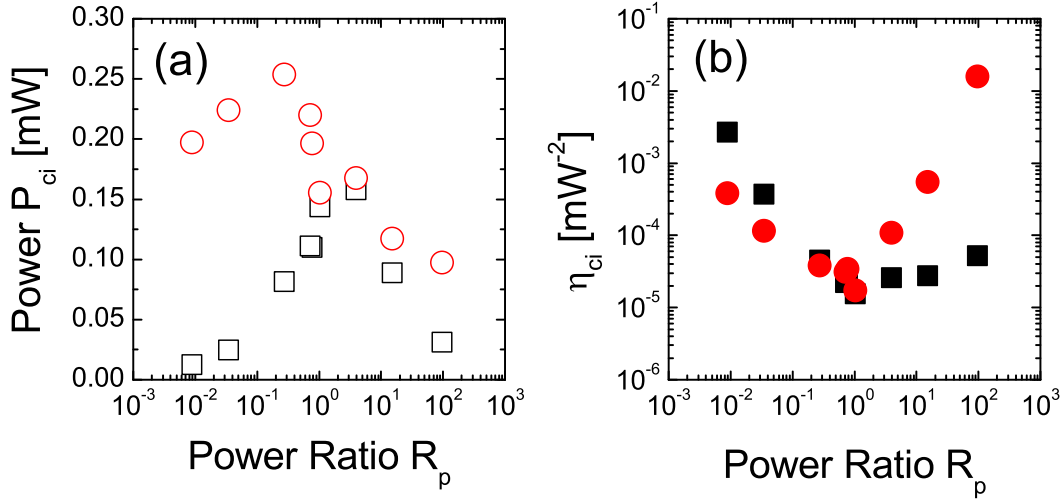 (a)
Power P_ci [mW]
0.30
0.25
0.20
0.15
0.10
0.05
0.00
10^-3 10^-2 10^-1 10^0 10^1 10^2 10^3
Power Ratio R_p
(b)
η_ci [mW^-2]
10^-1
10^-2
10^-3
10^-4
10^-5
10^-6
10^-3 10^-2 10^-1 10^0 10^1 10^2 10^3
Power Ratio R_p